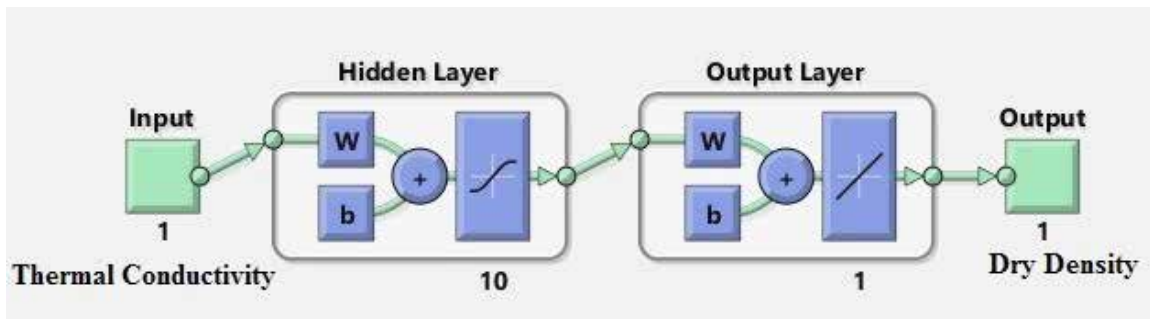 Hidden Layer
Output Layer
Input
Output
W
W
+
+
b
b
1
1
Thermal Conductivity
Dry Density
10
1